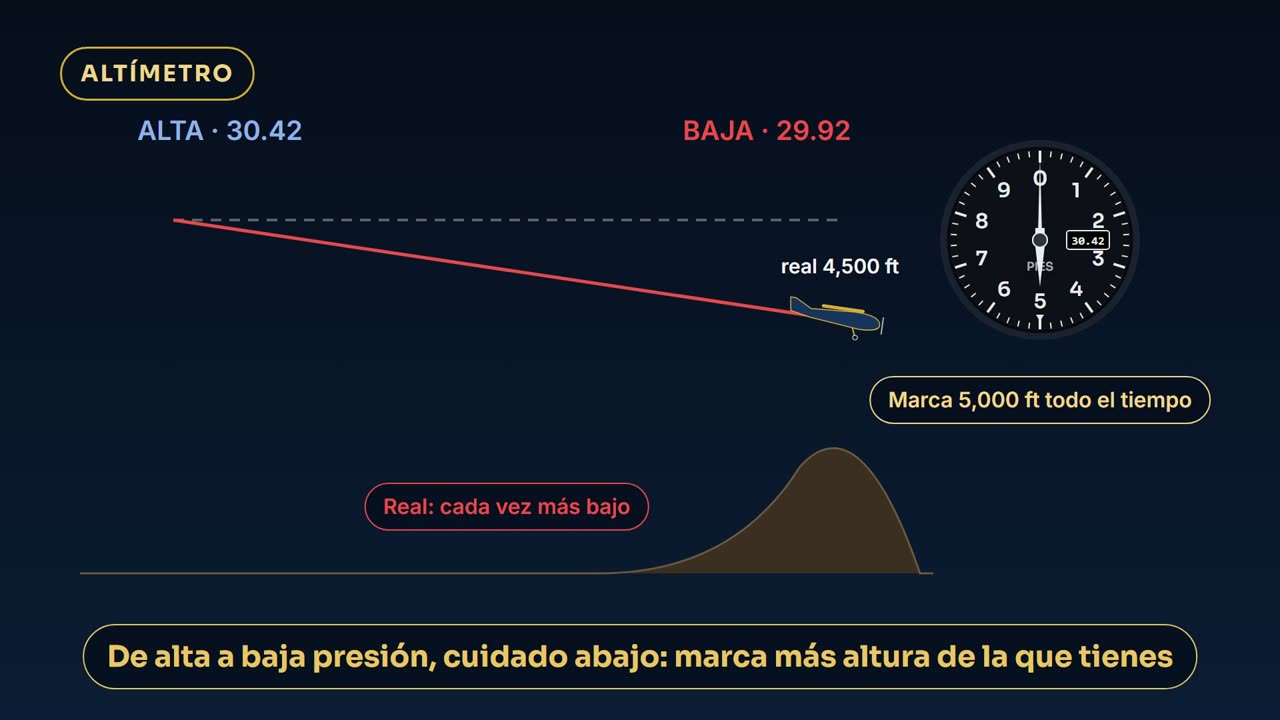 ALTÍMETRO
ALTA · 30.42
BAJA · 29.92
real 4,500 ft
0
1
2
3
4
5
6
7
8
9
30.42
PIES
Marca 5,000 ft todo el tiempo
Real: cada vez más bajo
De alta a baja presión, cuidado abajo: marca más altura de la que tienes